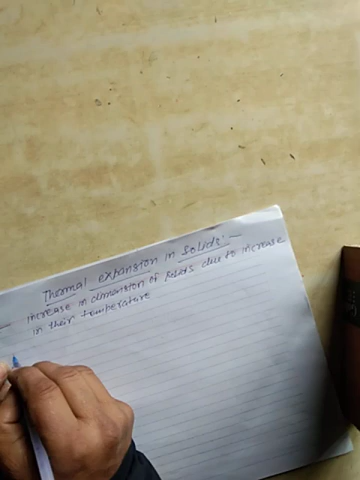 Thermal expansion in Solids:-
increase in dimension of solids due to increase
in their temperature